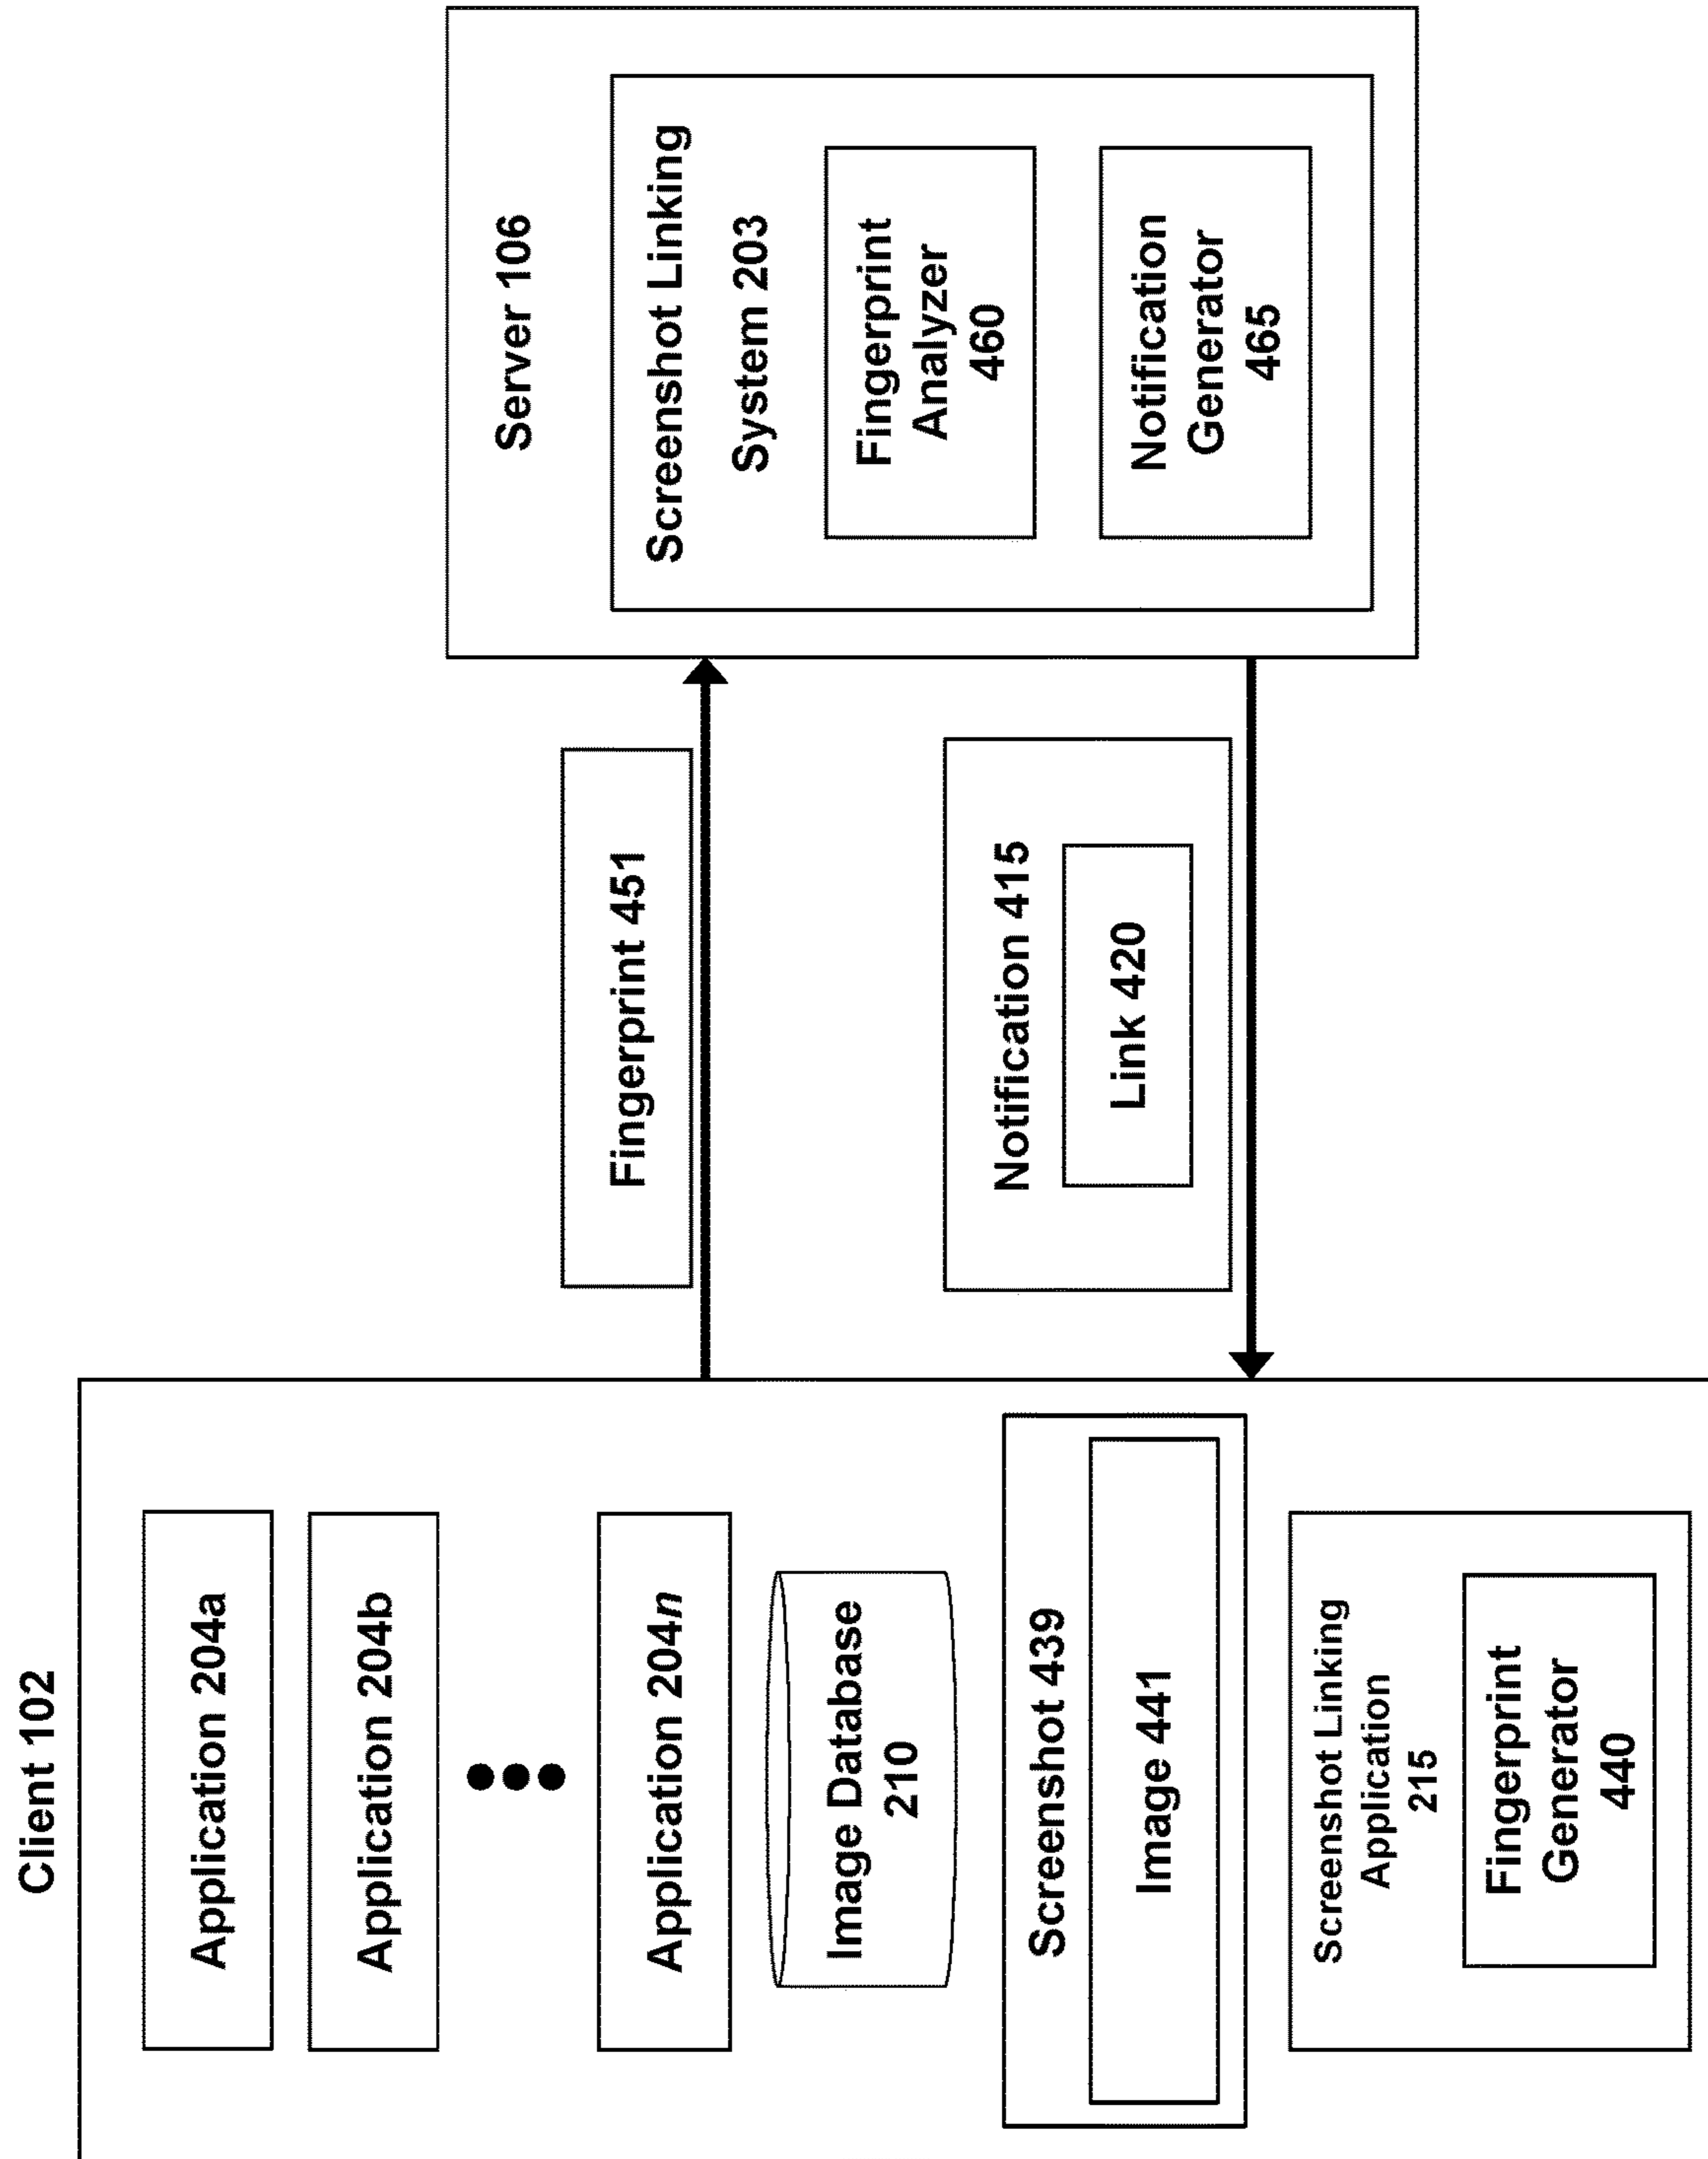 Client 102
Application 204a
Application 204b
Application 204n
Image Database
210
Screenshot 439
Image 441
Screenshot Linking
Application
215
Fingerprint
Generator
440
Fingerprint 451
Notification 415
Link 420
Server 106
Screenshot Linking
System 203
Fingerprint
Analyzer
460
Notification
Generator
465